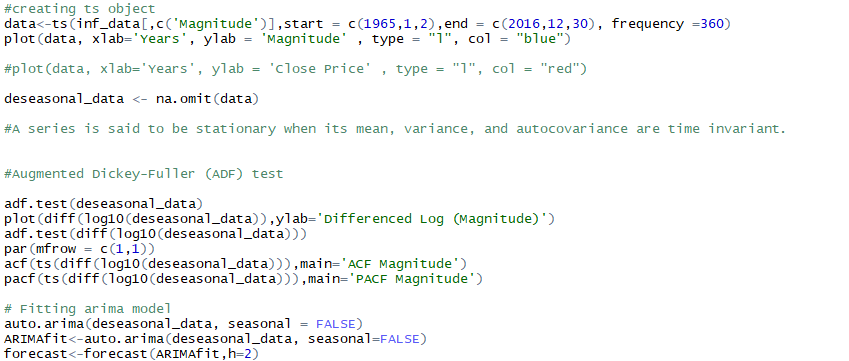 #creating ts object
data<-ts(inf_data[,c('Magnitude')],start = c(1965,1,2),end = c(2016,12,30), frequency =360)
plot(data, xlab='Years', ylab = 'Magnitude' , type = "l", col = "blue")
#plot(data, xlab='Years', ylab = 'Close Price' , type = "l", col = "red")
deseasonal_data <- na.omit(data)
#A series is said to be stationary when its mean, variance, and autocovariance are time invariant.
#Augmented Dickey-Fuller (ADF) test
adf.test(deseasonal_data)
plot(diff(log10(deseasonal_data)),ylab='Differenced Log (Magnitude)')
adf.test(diff(log10(deseasonal_data)))
par(mfrow = c(1,1))
acf(ts(diff(log10(deseasonal_data))),main='ACF Magnitude')
pacf(ts(diff(log10(deseasonal_data))),main='PACF Magnitude')
# Fitting arima model
auto.arima(deseasonal_data, seasonal = FALSE)
ARIMAfit<-auto.arima(deseasonal_data, seasonal=FALSE)
forecast<-forecast(ARIMAfit,h=2)